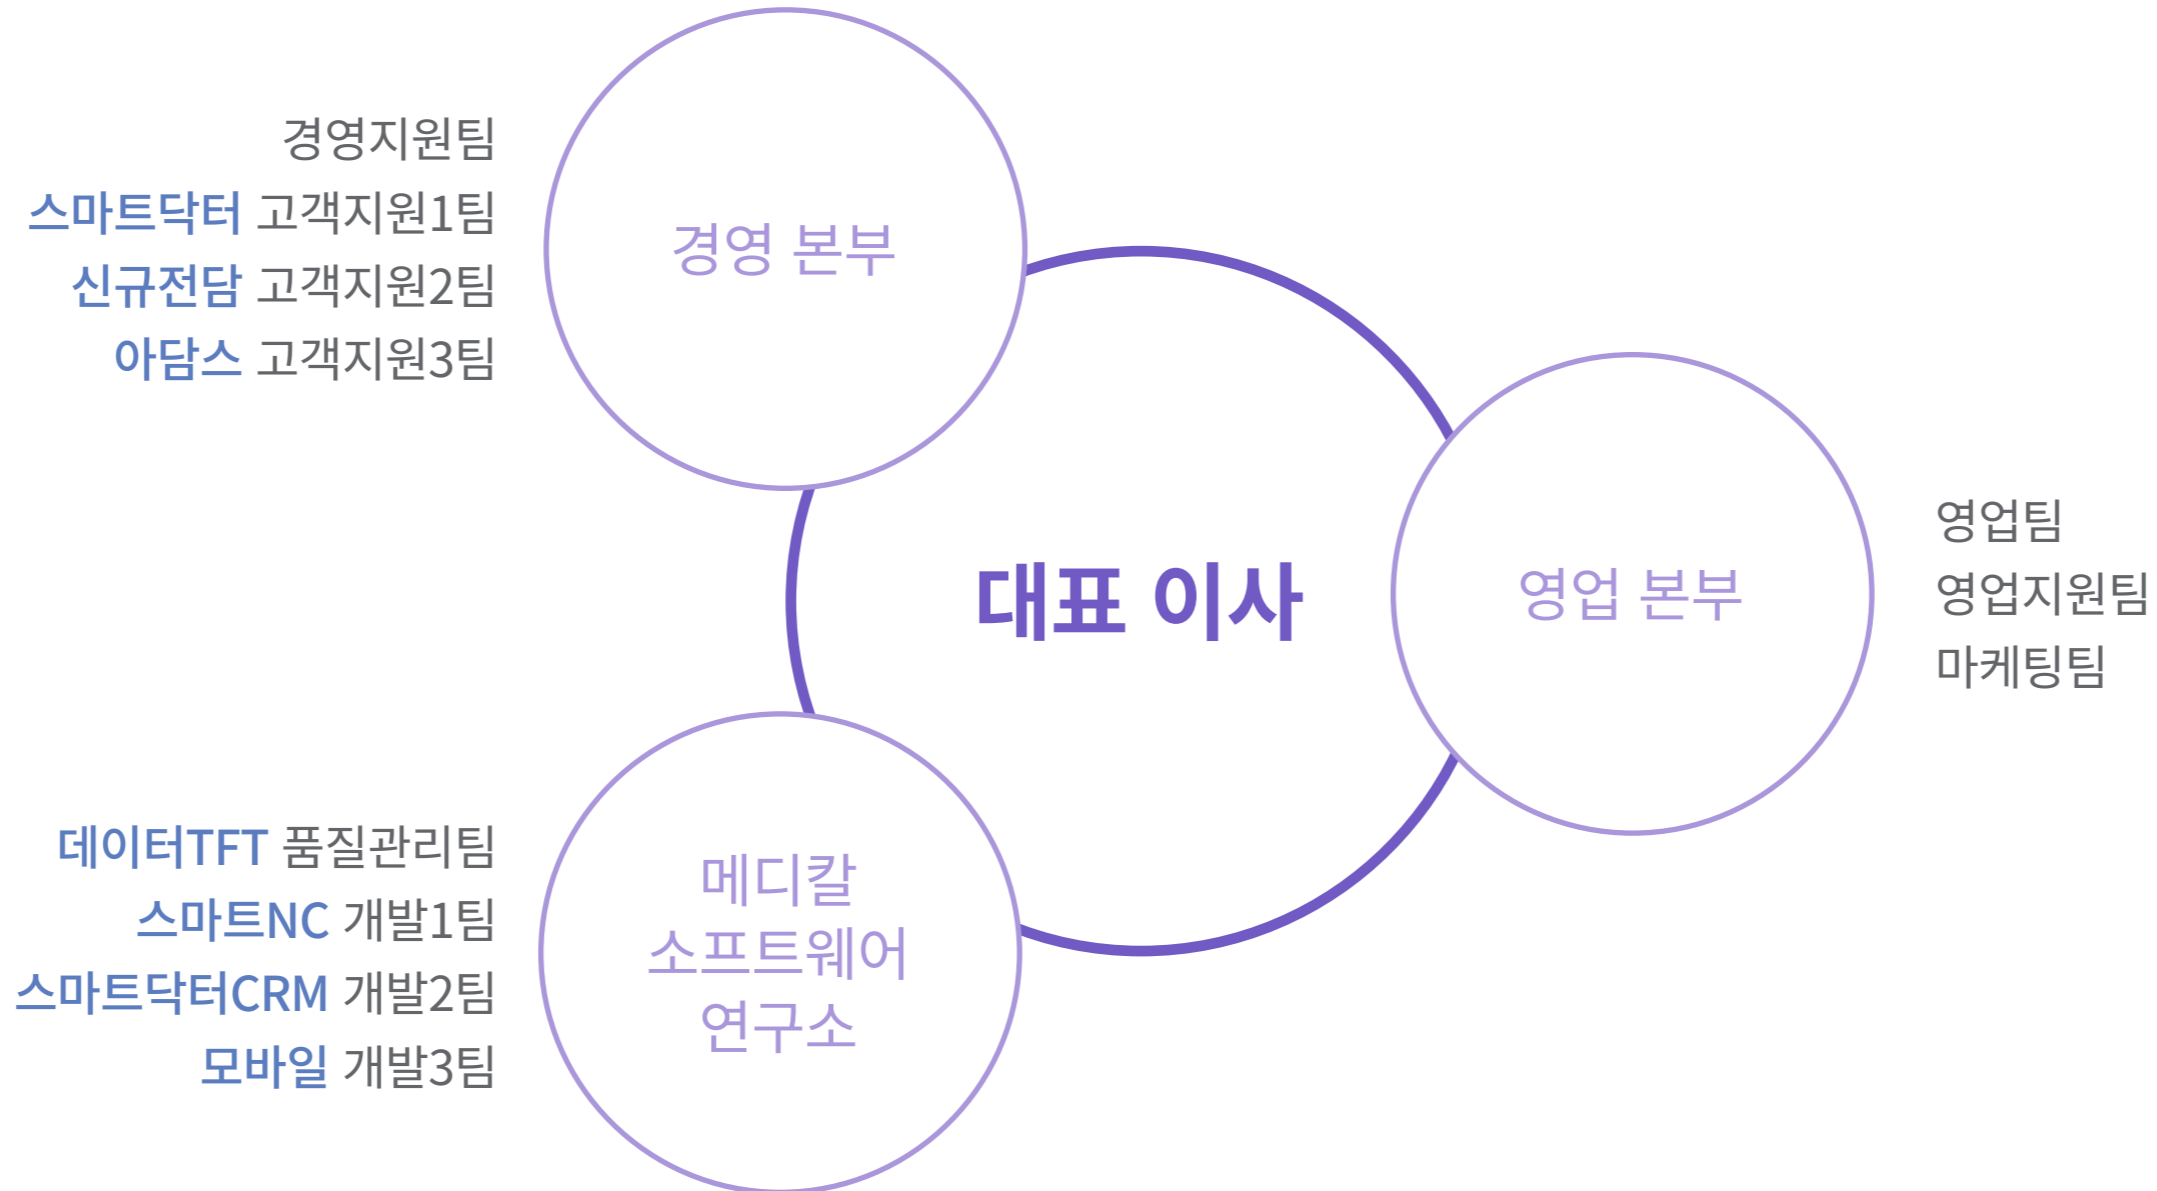 경영지원팀
스마트닥터 고객지원1팀
신규전담 고객지원2팀
아담스 고객지원3팀
경영 본부
대표 이사
영업 본부
영업팀
영업지원팀
마케팅팀
데이터TFT 품질관리팀
스마트NC 개발1팀
스마트닥터CRM 개발2팀
모바일 개발3팀
메디칼
소프트웨어
연구소